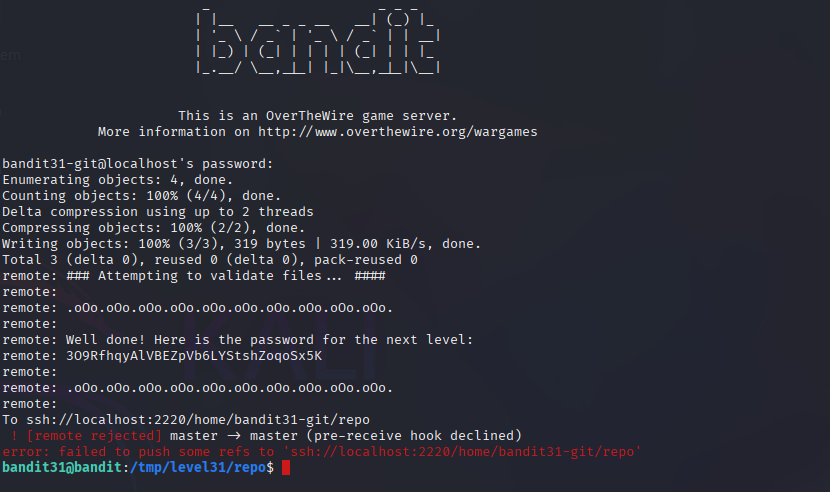 bandit
This is an OverTheWire game server.
More information on http://www.overthewire.org/wargames
bandit31-git@localhost's password:
Enumerating objects: 4, done.
Counting objects: 100% (4/4), done.
Delta compression using up to 2 threads
Compressing objects: 100% (2/2), done.
Writing objects: 100% (3/3), 319 bytes | 319.00 KiB/s, done.
Total 3 (delta 0), reused 0 (delta 0), pack-reused 0
remote: ### Attempting to validate files... ####
remote:
remote: .oOo.oOo.oOo.oOo.oOo.oOo.oOo.oOo.oOo.oOo.
remote:
remote: Well done! Here is the password for the next level:
remote: 3O9RfhqyAlVBEZpVb6LYStshZoqoSx5K
remote:
remote: .oOo.oOo.oOo.oOo.oOo.oOo.oOo.oOo.oOo.oOo.
remote:
To ssh://localhost:2220/home/bandit31-git/repo
! [remote rejected] master -> master (pre-receive hook declined)
error: failed to push some refs to 'ssh://localhost:2220/home/bandit31-git/repo'
bandit31@bandit:/tmp/level31/repo$
KALI